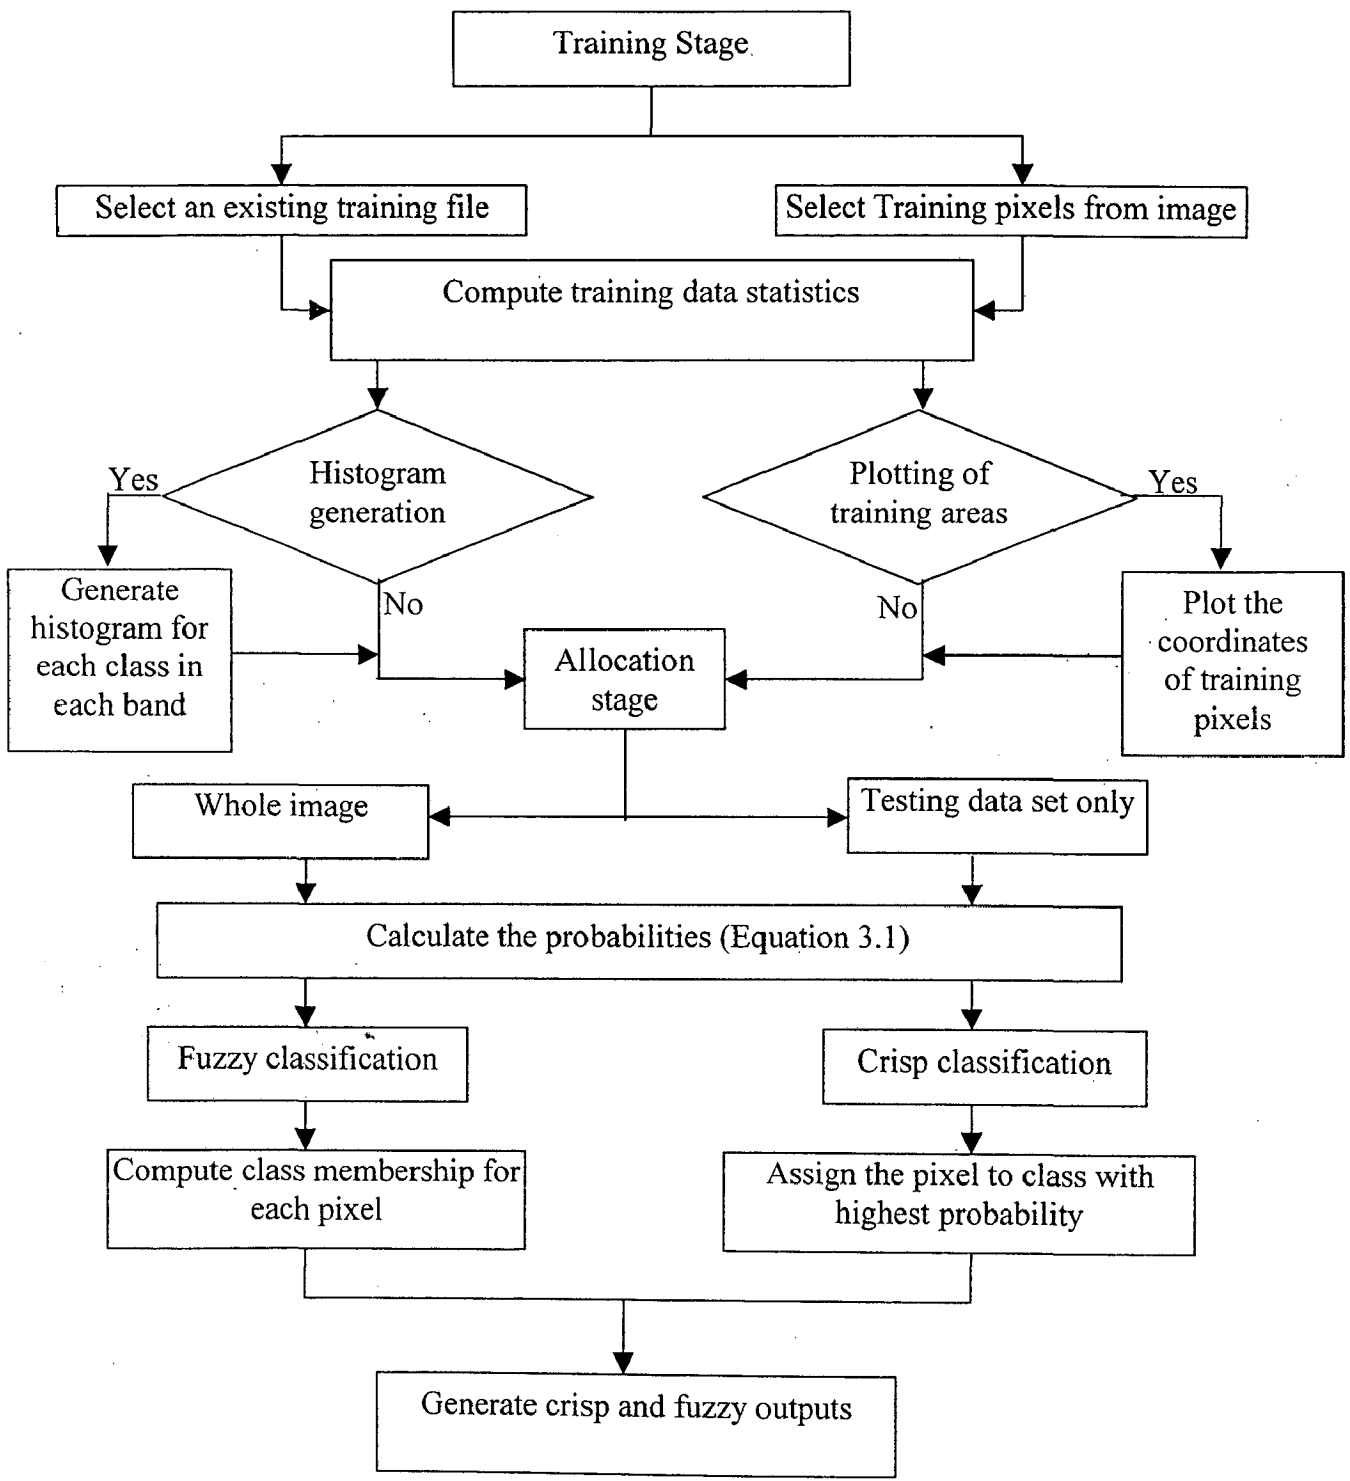 Training Stage
Select an existing training file
Select Training pixels from image
Compute training data statistics
Histogram
generation
Plotting of
training areas
Yes
Yes
Generate
histogram for
each class in
each band
No
Allocation
stage
No
Plot the
coordinates
of training
pixels
Whole image
Testing data set only
Calculate the probabilities (Equation 3.1)
Fuzzy classification
Crisp classification
Compute class membership for
each pixel
Assign the pixel to class with
highest probability
Generate crisp and fuzzy outputs